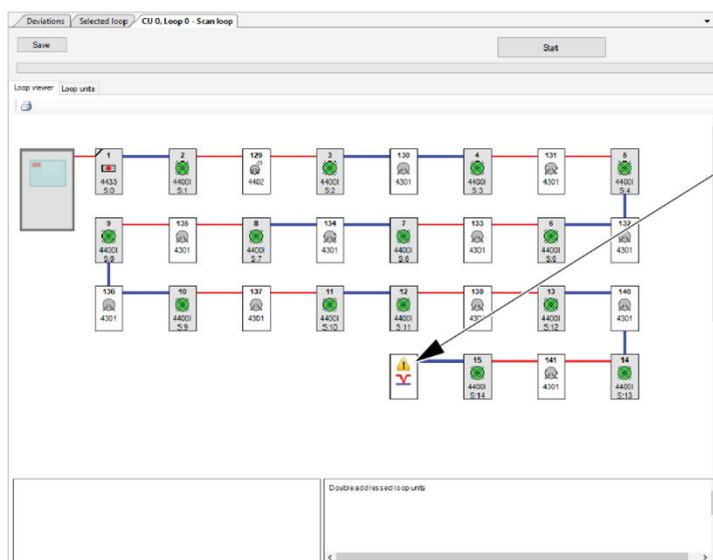 Deviations Selected loop CU 0, Loop 0 - Scan loop
Save Start
Loop viewer Loop units
1 2 129 3 130 4 131 5
4433 4400I 4402 4400I 4301 4400I 4301 4400I
S:0 S:1 S:2 S:3 S:4
9 135 8 134 7 133 6 132
4400I 4301 4400I 4301 4400I 4301 4400I 4301
S:8 S:7 S:6 S:5
136 10 137 11 12 139 13 140
4301 4400I 4301 4400I 4400I 4301 4400I 4301
S:9 S:10 S:11 S:12
15 141 14
4400I 4301 4400I
S:14 S:13
Double addressed loop units